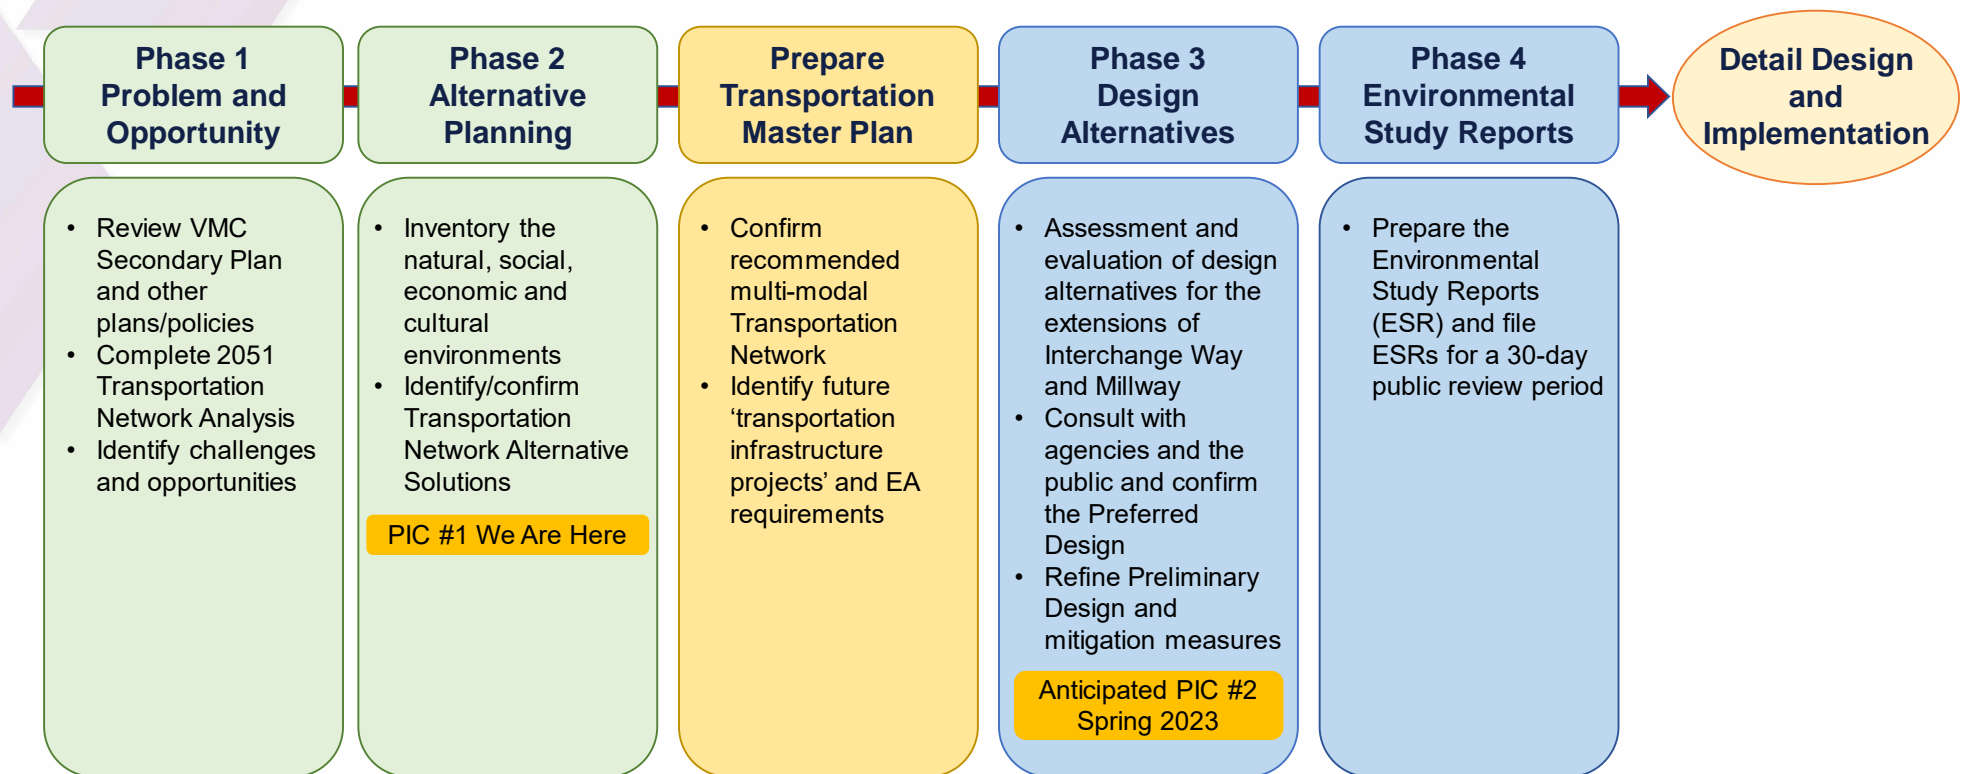 Phase 1
Problem and
Opportunity
Phase 2
Alternative
Planning
Prepare
Transportation
Master Plan
Phase 3
Design
Alternatives
Phase 4
Environmental
Study Reports
Detail Design
and
Implementation
• Review VMC
Secondary Plan
and other
plans/policies
• Complete 2051
Transportation
Network Analysis
• Identify challenges
and opportunities
• Inventory the
natural, social,
economic and
cultural
environments
• Identify/confirm
Transportation
Network Alternative
Solutions
PIC #1 We Are Here
• Confirm
recommended
multi-modal
Transportation
Network
• Identify future
‘transportation
infrastructure
projects’ and EA
requirements
• Assessment and
evaluation of design
alternatives for the
extensions of
Interchange Way
and Millway
• Consult with
agencies and the
public and confirm
the Preferred
Design
• Refine Preliminary
Design and
mitigation measures
Anticipated PIC #2
Spring 2023
• Prepare the
Environmental
Study Reports
(ESR) and file
ESRs for a 30-day
public review period